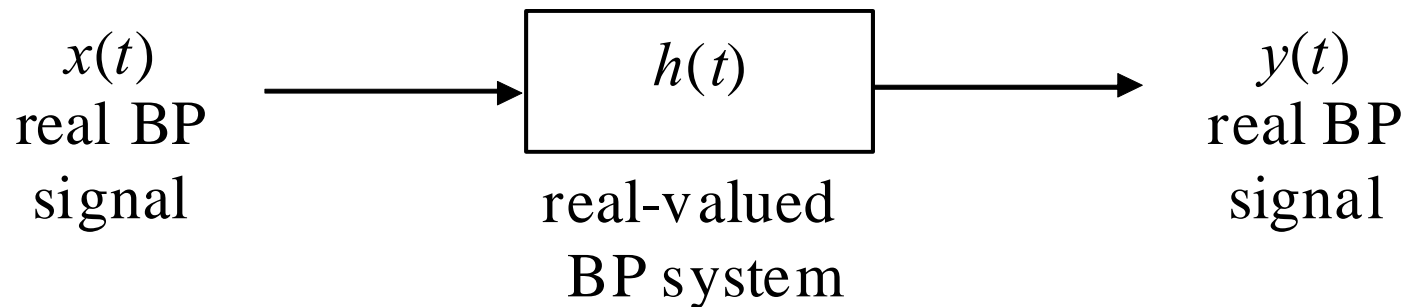 x(t)
real BP
signal
h(t)
real-valued
BP system
y(t)
real BP
signal